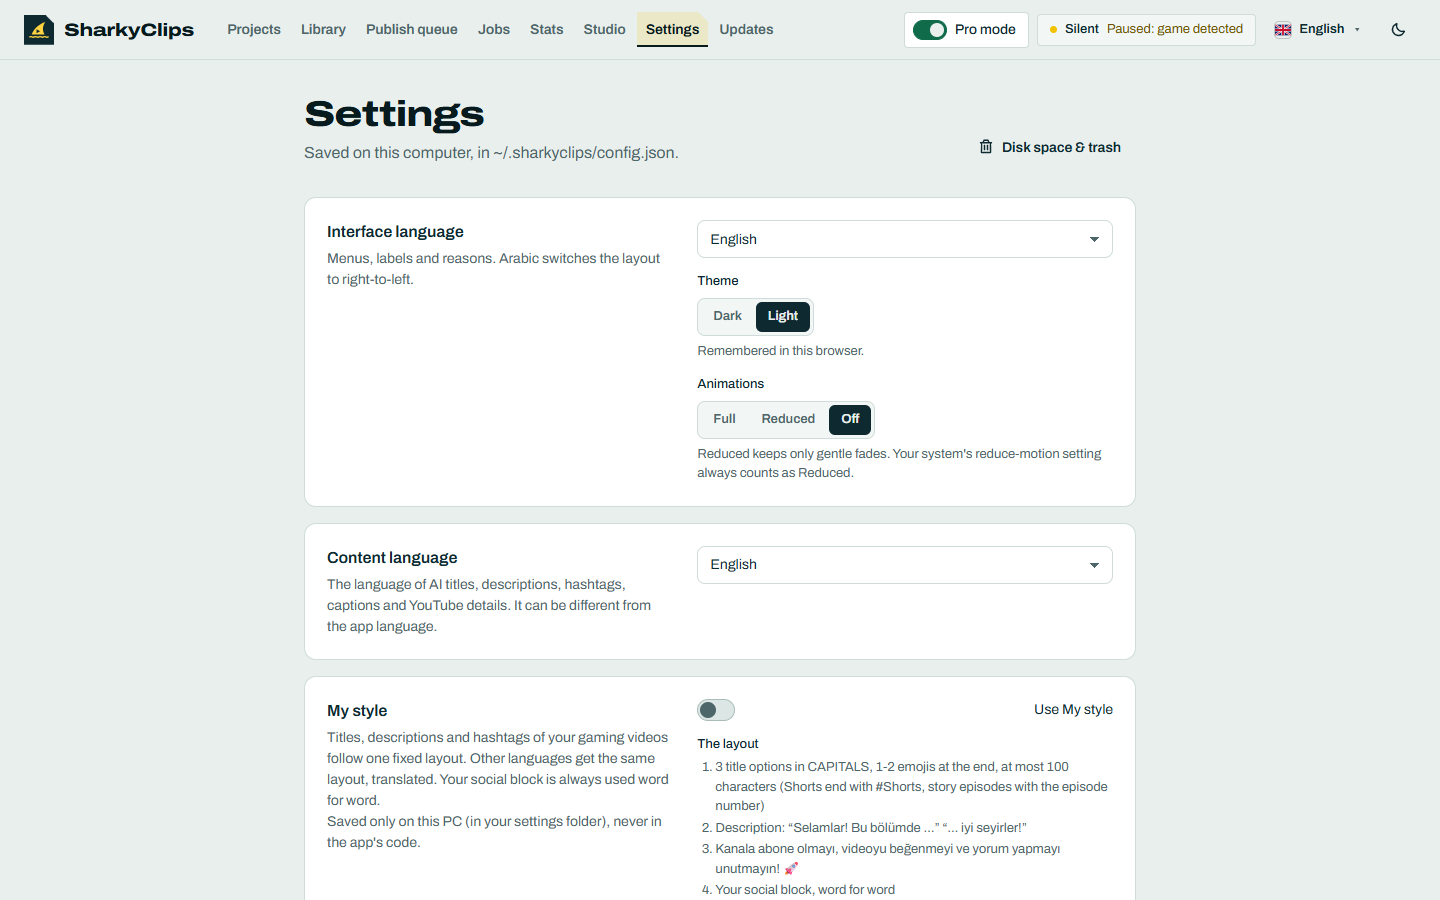 SharkyClips
Projects
Library
Publish queue
Jobs
Stats
Studio
Settings
Updates
Pro mode
Silent Paused: game detected
English
Settings
Saved on this computer, in ~/.sharkyclips/config.json.
Disk space & trash
Interface language
Menus, labels and reasons. Arabic switches the layout
to right-to-left.
English
Theme
Dark
Light
Remembered in this browser.
Animations
Full
Reduced
Off
Reduced keeps only gentle fades. Your system's reduce-motion setting
always counts as Reduced.
Content language
The language of AI titles, descriptions, hashtags,
captions and YouTube details. It can be different from
the app language.
English
My style
Titles, descriptions and hashtags of your gaming videos
follow one fixed layout. Other languages get the same
layout, translated. Your social block is always used word
for word.
Saved only on this PC (in your settings folder), never in
the app's code.
Use My style
The layout
1. 3 title options in CAPITALS, 1-2 emojis at the end, at most 100
characters (Shorts end with #Shorts, story episodes with the episode
number)
2. Description: “Selamlar! Bu bölümde …” “… iyi seyirler!”
3. Kanala abone olmayı, videoyu beğenmeyi ve yorum yapmayı
unutmayın! 🚀
4. Your social block, word for word